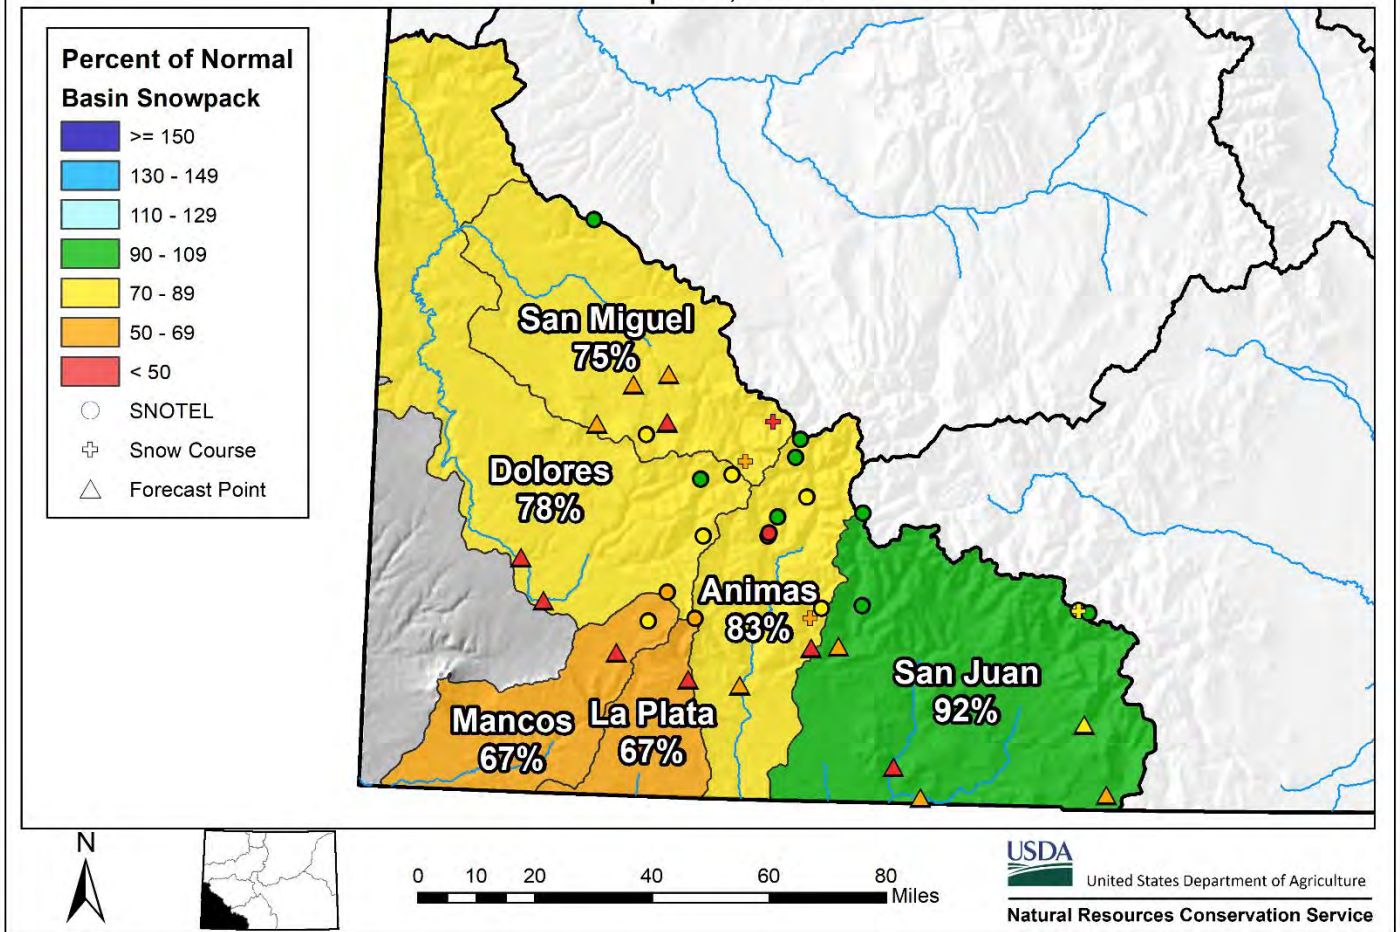 Percent of Normal
Basin Snowpack
>= 150
130 - 149
110 - 129
90 - 109
70 - 89
50 - 69
< 50
SNOTEL
Snow Course
Forecast Point
San Miguel
75%
Dolores
78%
Animas
83%
San Juan
92%
Mancos
67%
La Plata
67%
N
0 10 20 40 60 80
Miles
USDA
United States Department of Agriculture
Natural Resources Conservation Service